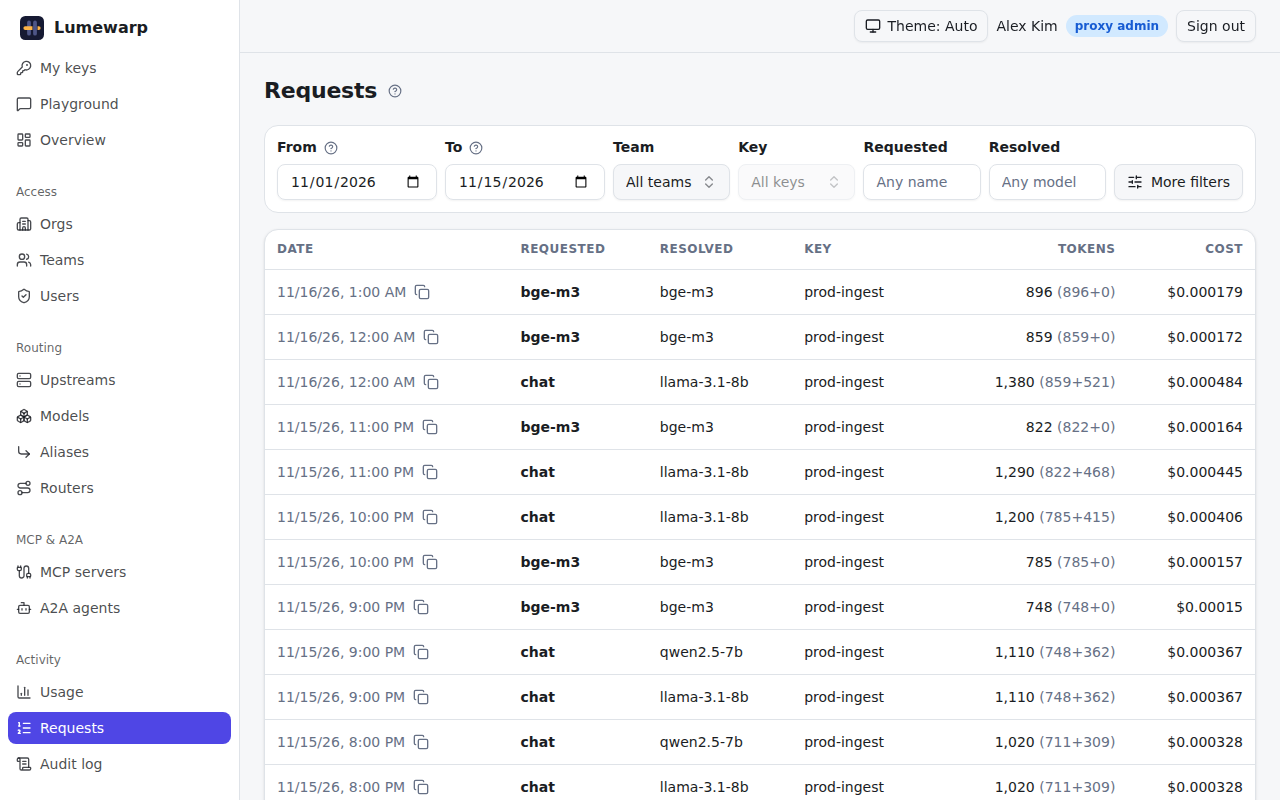 Lumewarp
Theme: Auto
Alex Kim
proxy admin
Sign out
My keys
Playground
Overview
Access
Orgs
Teams
Users
Routing
Upstreams
Models
Aliases
Routers
MCP & A2A
MCP servers
A2A agents
Activity
Usage
Requests
Audit log
Requests
From To Team Key Requested Resolved
11/01/2026 11/15/2026 All teams All keys Any name Any model More filters
DATE REQUESTED RESOLVED KEY TOKENS COST
11/16/26, 1:00 AM bge-m3 bge-m3 prod-ingest 896 (896+0) $0.000179
11/16/26, 12:00 AM bge-m3 bge-m3 prod-ingest 859 (859+0) $0.000172
11/16/26, 12:00 AM chat llama-3.1-8b prod-ingest 1,380 (859+521) $0.000484
11/15/26, 11:00 PM bge-m3 bge-m3 prod-ingest 822 (822+0) $0.000164
11/15/26, 11:00 PM chat llama-3.1-8b prod-ingest 1,290 (822+468) $0.000445
11/15/26, 10:00 PM chat llama-3.1-8b prod-ingest 1,200 (785+415) $0.000406
11/15/26, 10:00 PM bge-m3 bge-m3 prod-ingest 785 (785+0) $0.000157
11/15/26, 9:00 PM bge-m3 bge-m3 prod-ingest 748 (748+0) $0.00015
11/15/26, 9:00 PM chat qwen2.5-7b prod-ingest 1,110 (748+362) $0.000367
11/15/26, 9:00 PM chat llama-3.1-8b prod-ingest 1,110 (748+362) $0.000367
11/15/26, 8:00 PM chat qwen2.5-7b prod-ingest 1,020 (711+309) $0.000328
11/15/26, 8:00 PM chat llama-3.1-8b prod-ingest 1,020 (711+309) $0.000328